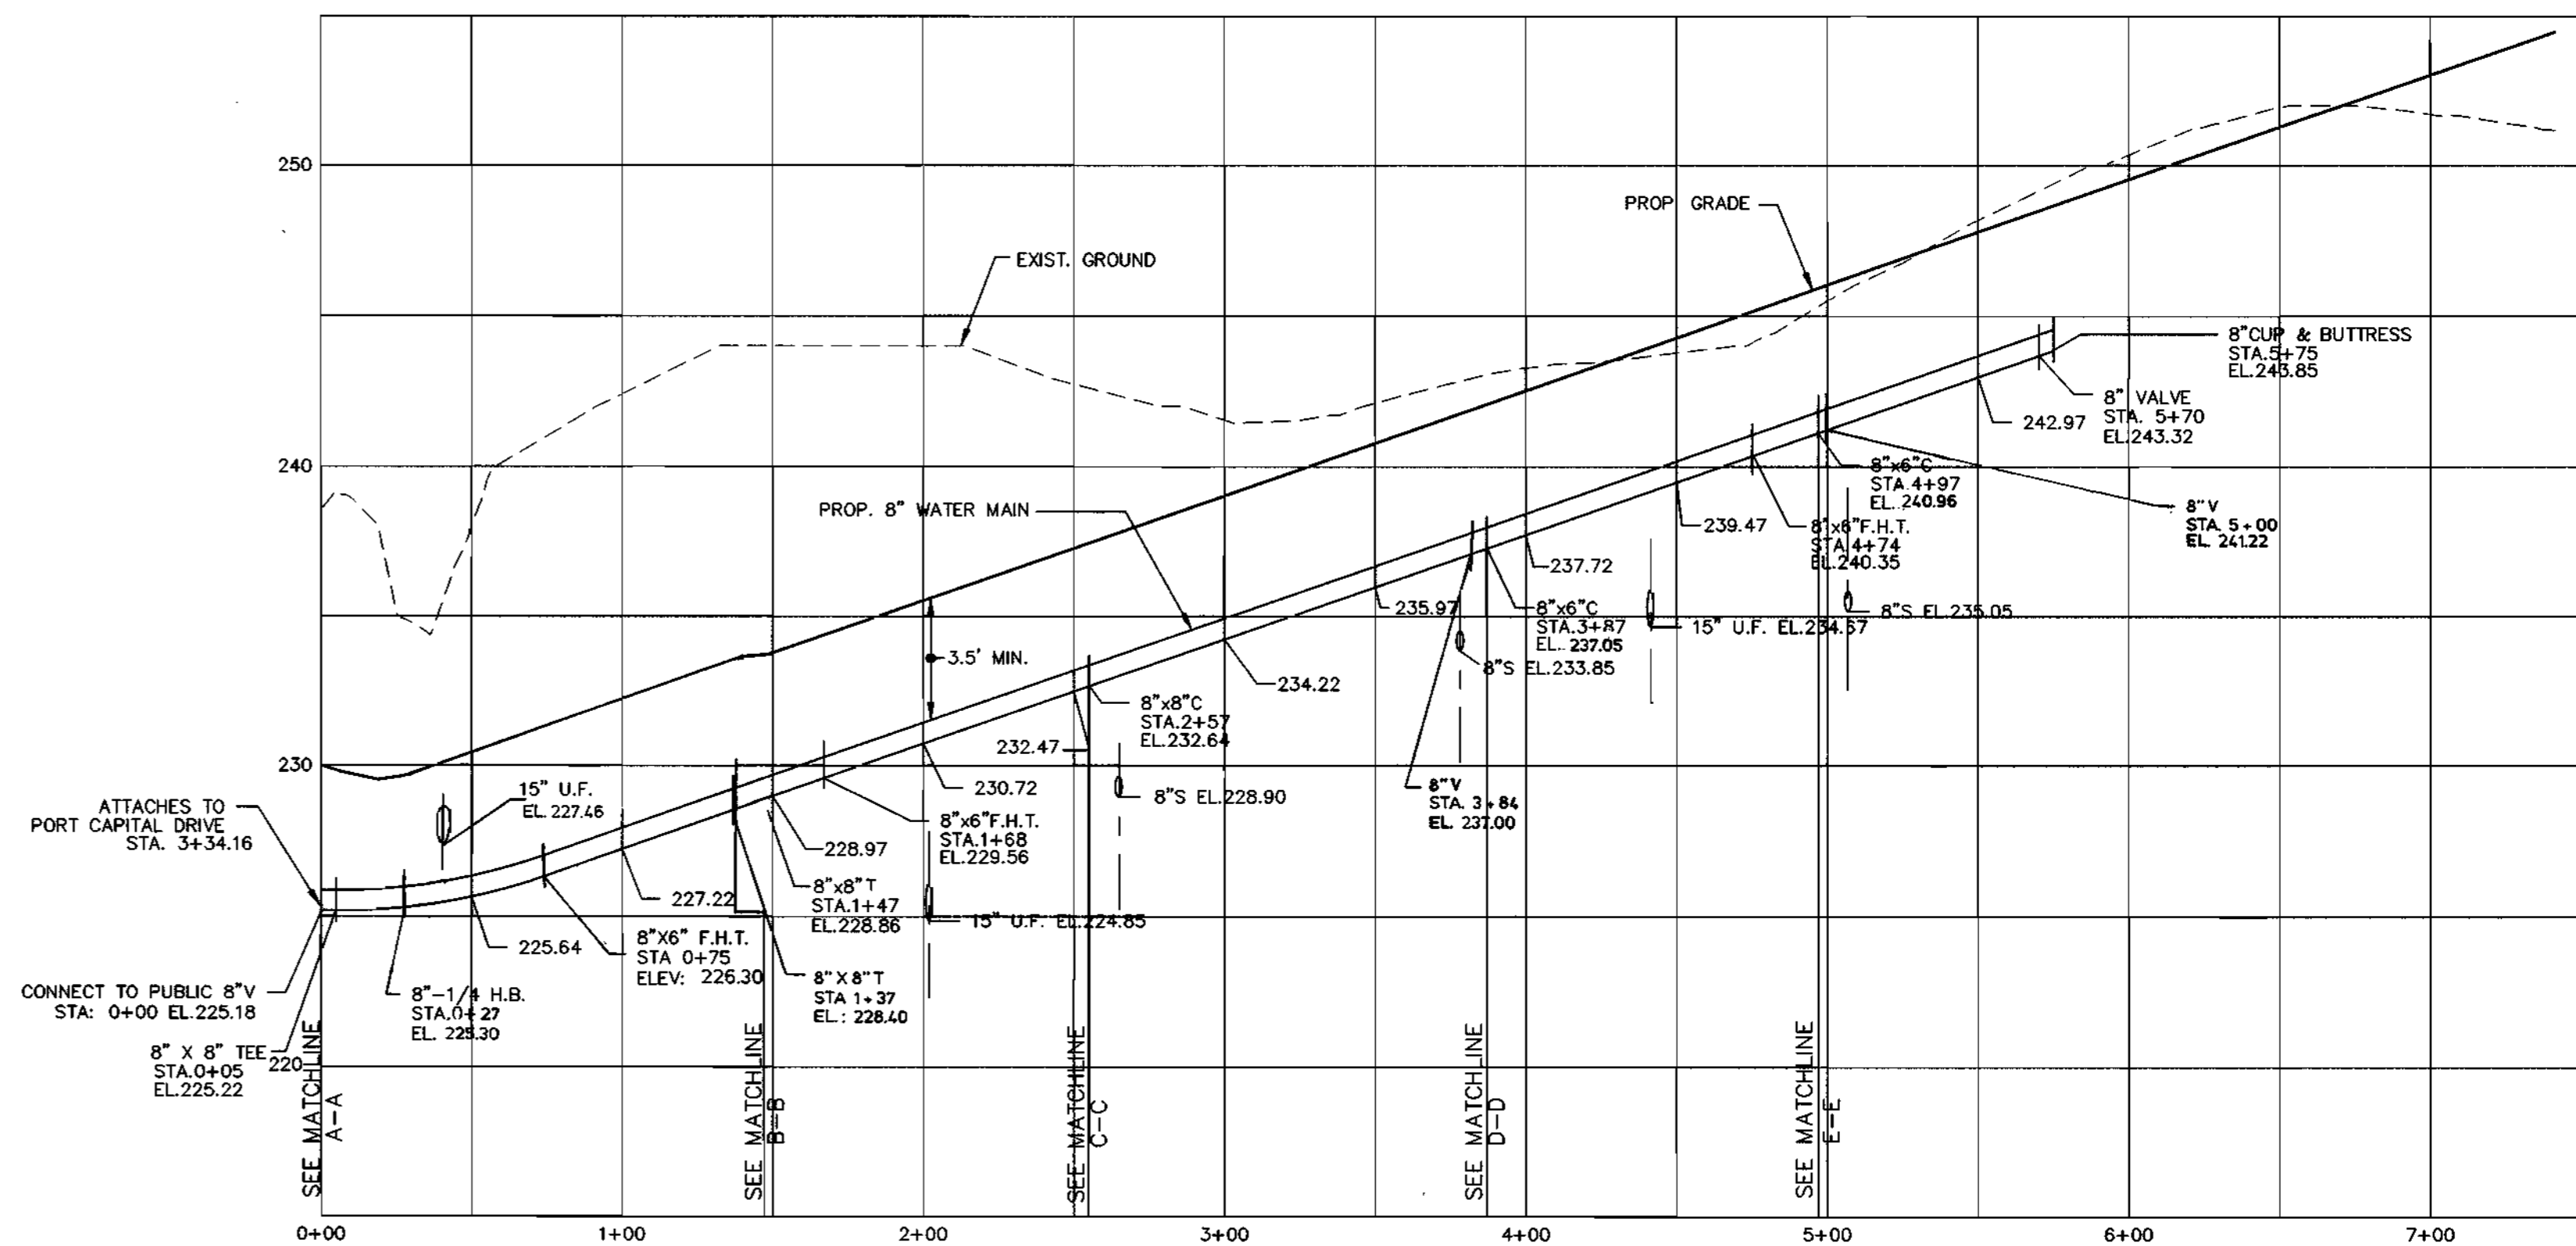 250
240
230
220
PROP GRADE
EXIST. GROUND
PROP. 8" WATER MAIN
3.5' MIN.
8"CUP & BUTTRESS
STA.5+75
EL.243.85
8" VALVE
STA. 5+70
EL.243.32
242.97
8"x6"C
STA.4+97
EL. 240.96
8"V
STA. 5+00
EL. 241.22
8"x6"F.H.T.
STA.4+74
EL.240.35
239.47
237.72
8"S EL.235.05
15" U.F. EL.234.67
235.97
8"x6"C
STA.3+87
EL. 237.05
8"S EL.233.85
8"V
STA. 3+84
EL. 237.00
234.22
8"x8"C
STA.2+57
EL.232.64
232.47
8"S EL.228.90
230.72
8"x6"F.H.T.
STA.1+68
EL.229.56
228.97
8"x8"T
STA.1+47
EL.228.86
15" U.F. EL.224.85
15" U.F.
EL.227.46
227.22
8"X6" F.H.T.
STA 0+75
ELEV: 226.30
8"X8"T
STA 1+37
EL.: 228.40
225.64
ATTACHES TO
PORT CAPITAL DRIVE
STA. 3+34.16
CONNECT TO PUBLIC 8"V
STA: 0+00 EL.225.18
8"-1/4 H.B.
STA.0+27
EL. 225.30
8" X 8" TEE
STA.0+05
EL.225.22
SEE MATCHLINE
A-A
SEE MATCHLINE
B-B
SEE MATCHLINE
C-C
SEE MATCHLINE
D-D
SEE MATCHLINE
E-E
0+00
1+00
2+00
3+00
4+00
5+00
6+00
7+00